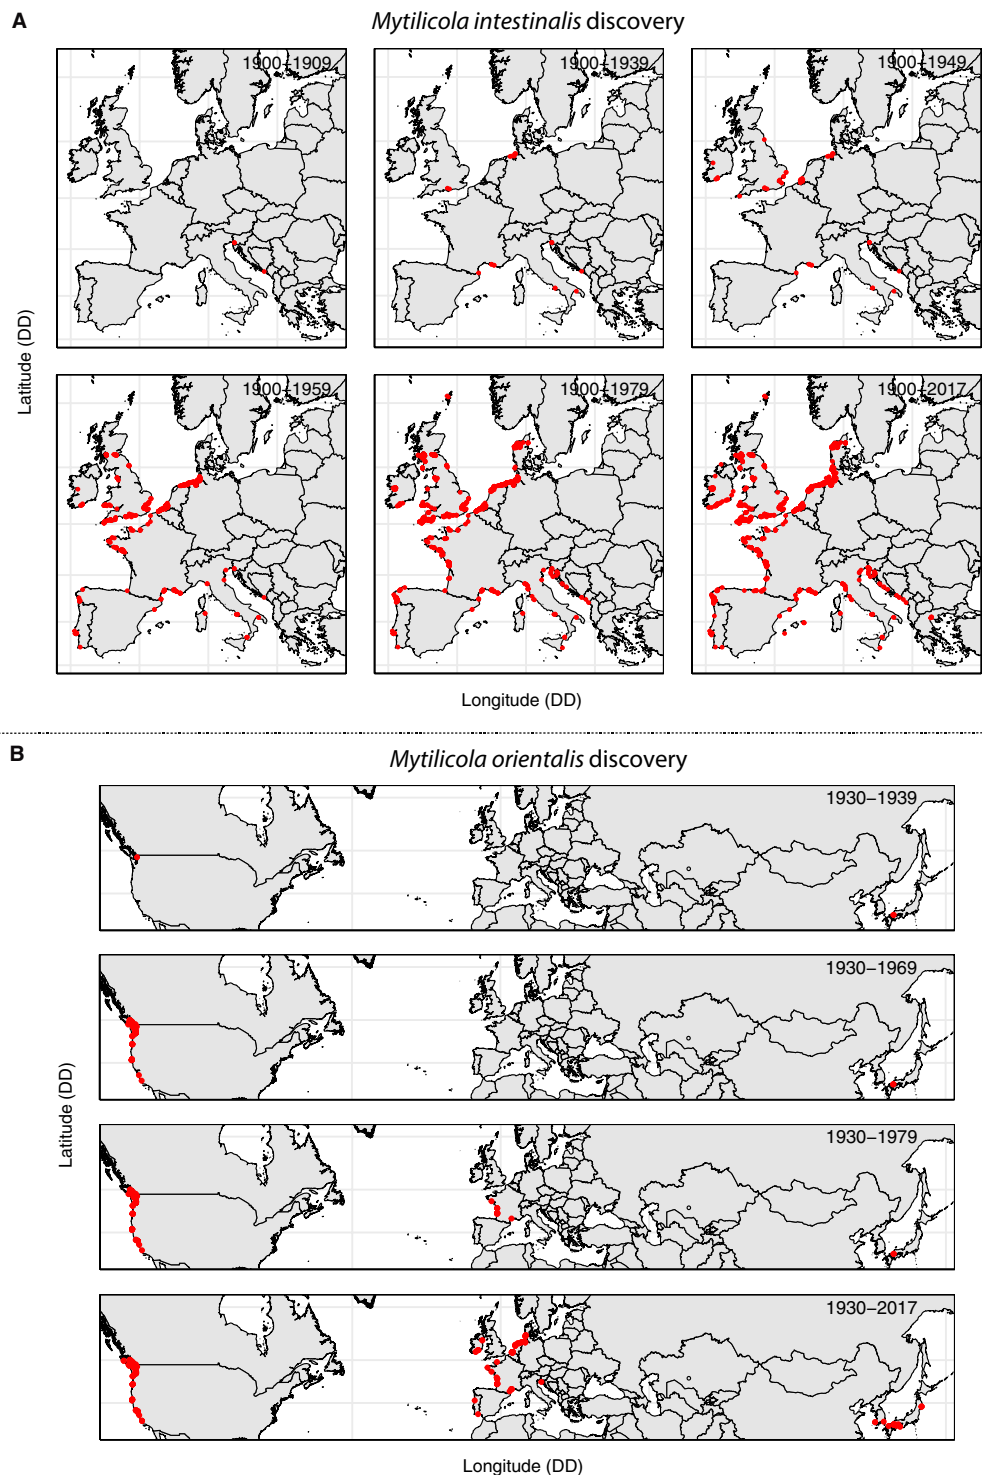 A
Mytilicola intestinalis discovery
1900−1909
1900−1939
1900−1949
Latitude (DD)
1900−1959
1900−1979
1900−2017
Longitude (DD)
B
Mytilicola orientalis discovery
1930−1939
1930−1969
Latitude (DD)
1930−1979
1930−2017
Longitude (DD)